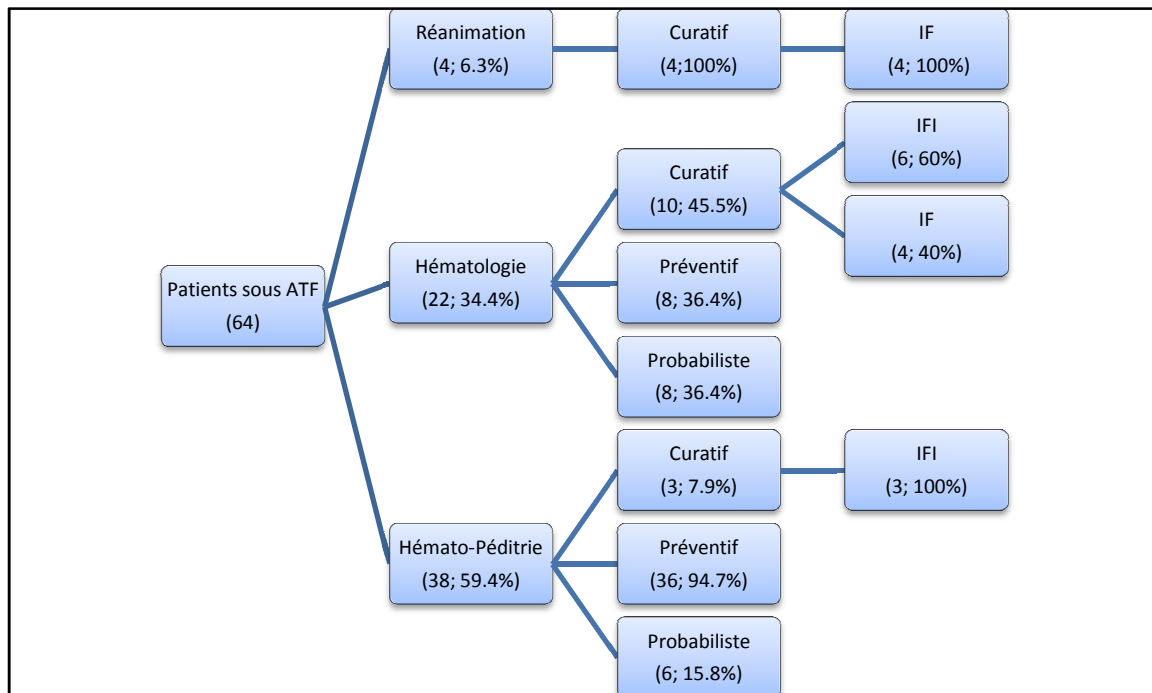 Patients sous ATF
(64)
Réanimation
(4; 6.3%)
Curatif
(4;100%)
IF
(4; 100%)
Hématologie
(22; 34.4%)
Curatif
(10; 45.5%)
IFI
(6; 60%)
IF
(4; 40%)
Préventif
(8; 36.4%)
Probabiliste
(8; 36.4%)
Hémato-Péditrie
(38; 59.4%)
Curatif
(3; 7.9%)
IFI
(3; 100%)
Préventif
(36; 94.7%)
Probabiliste
(6; 15.8%)